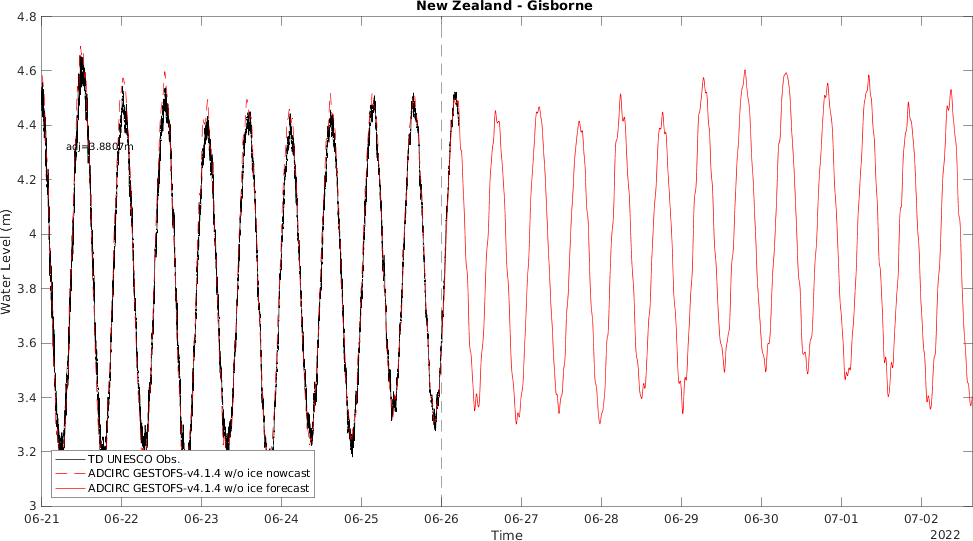 New Zealand - Gisborne
4.8
4.6
4.4
4.2
4
3.8
3.6
3.4
3.2
3
Water Level (m)
adj=3.8807m
TD UNESCO Obs.
ADCIRC GESTOFS-v4.1.4 w/o ice nowcast
ADCIRC GESTOFS-v4.1.4 w/o ice forecast
06-21 06-22 06-23 06-24 06-25 06-26 06-27 06-28 06-29 06-30 07-01 07-02
Time
2022